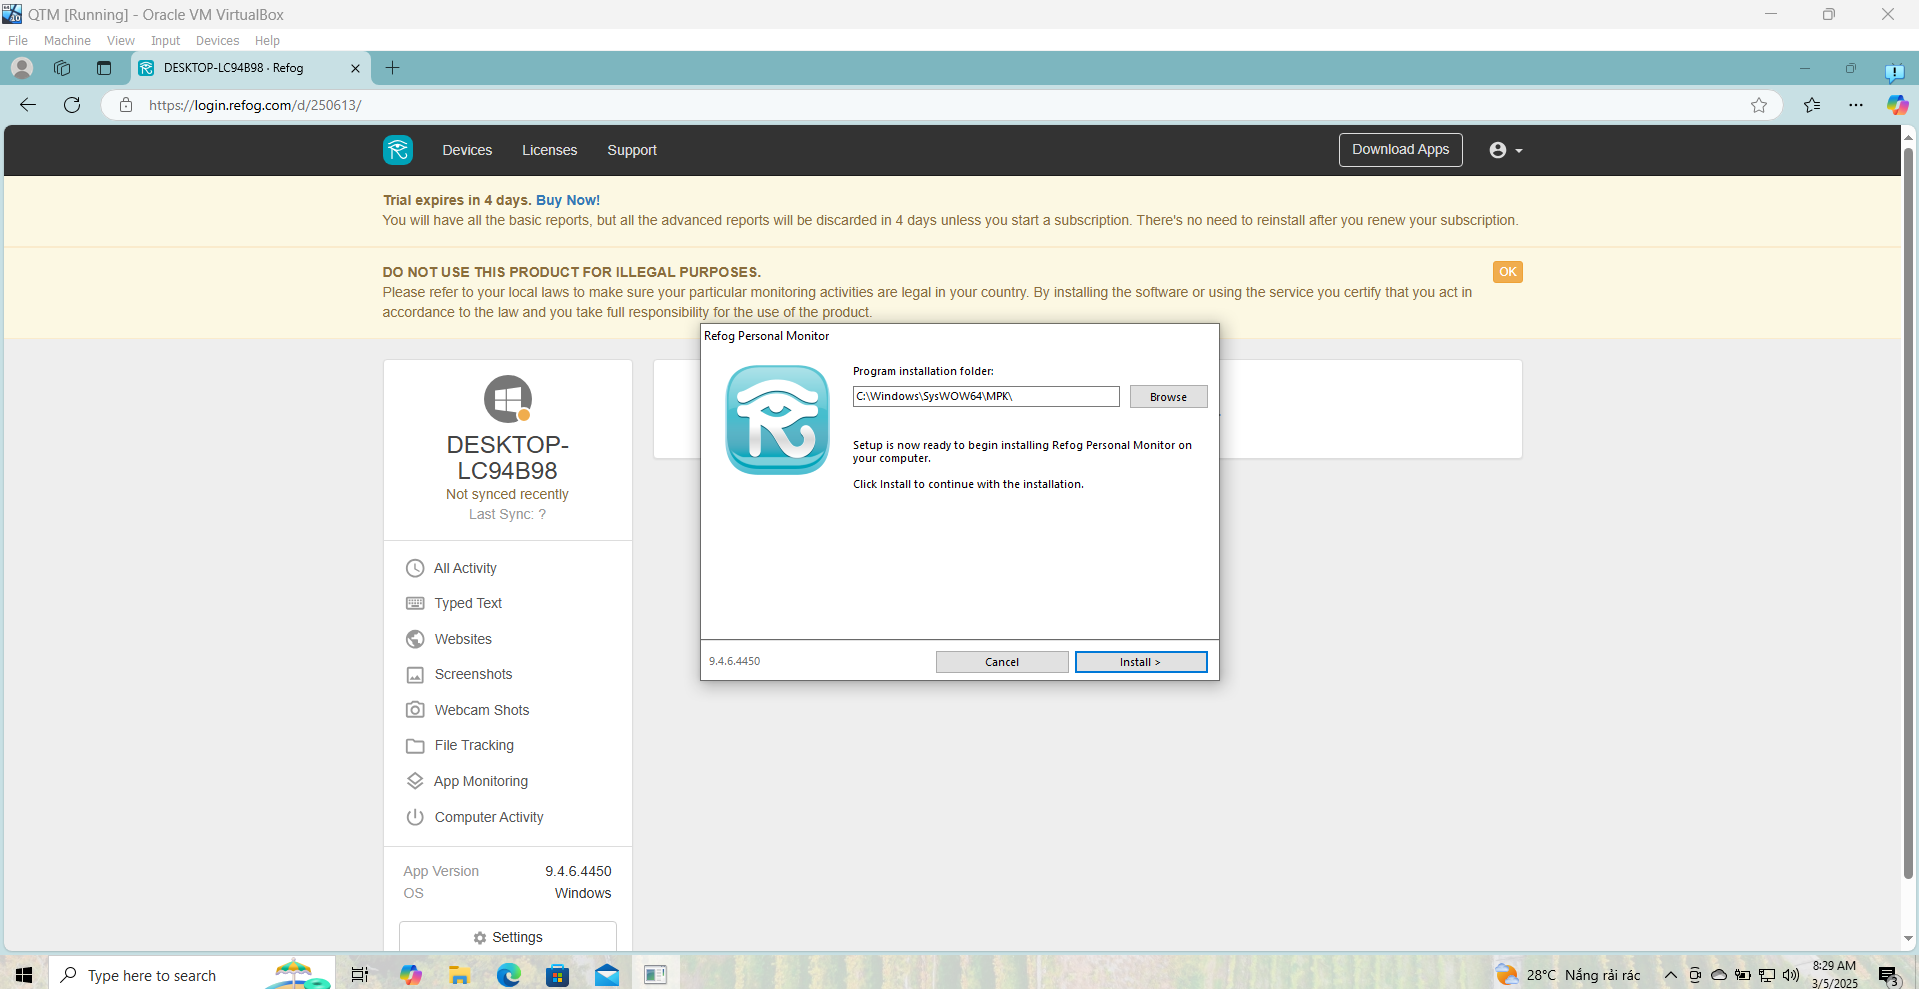 QTM [Running] - Oracle VM VirtualBox
File Machine View Input Devices Help
DESKTOP-LC94B98 - Refog
https://login.refog.com/d/250613/
Devices Licenses Support Download Apps
Trial expires in 4 days. Buy Now!
You will have all the basic reports, but all the advanced reports will be discarded in 4 days unless you start a subscription. There's no need to reinstall after you renew your subscription.
DO NOT USE THIS PRODUCT FOR ILLEGAL PURPOSES.
OK
Please refer to your local laws to make sure your particular monitoring activities are legal in your country. By installing the software or using the service you certify that you act in
accordance to the law and you take full responsibility for the use of the product.
DESKTOP-
LC94B98
Not synced recently
Last Sync: ?
All Activity
Typed Text
Websites
Screenshots
Webcam Shots
File Tracking
App Monitoring
Computer Activity
App Version 9.4.6.4450
OS Windows
Settings
Refog Personal Monitor
Program installation folder:
C:\Windows\SysWOW64\MPK\
Browse
Setup is now ready to begin installing Refog Personal Monitor on
your computer.
Click Install to continue with the installation.
9.4.6.4450
Cancel
Install >
Type here to search
28°C Nắng rải rác
8:29 AM
3/5/2025
3